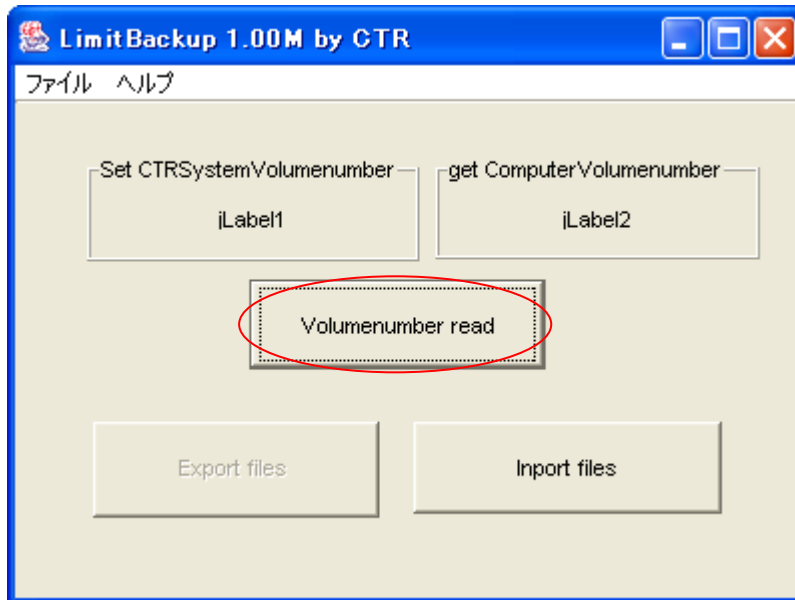 LimitBackup 1.00M by CTR
ファイル ヘルプ
Set CTRSystemVolumenumber get ComputerVolumenumber
jLabel1 jLabel2
Volumenumber read
Export files Inport files